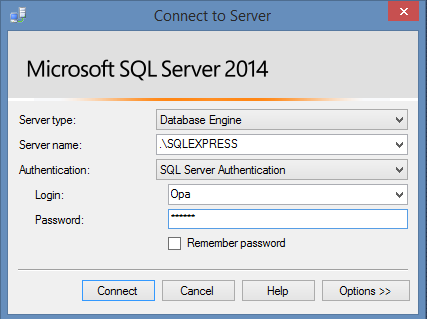 Connect to Server
Microsoft SQL Server 2014
Server type: Database Engine
Server name: .\SQLEXPRESS
Authentication: SQL Server Authentication
Login: Opa
Password: ******
Remember password
Connect Cancel Help Options >>